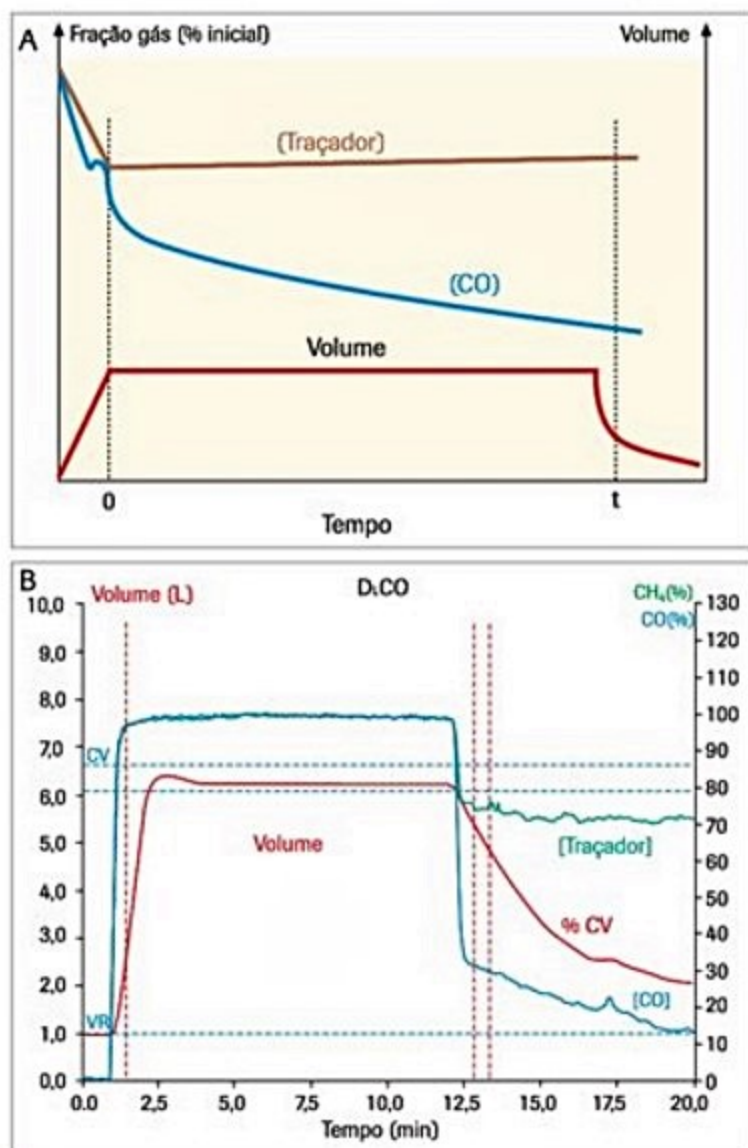 A
Fração gás (% inicial)
Volume
(Traçador)
(CO)
Volume
0
t
Tempo
B
Volume (L)
DLCO
CH₄(%)
CO(%)
10,0
9,0
8,0
7,0
6,0
5,0
4,0
3,0
2,0
1,0
0,0
130
120
110
100
90
80
70
60
50
40
30
20
10
0
CV
VR
Volume
[Traçador]
% CV
[CO]
0.0
2,5
5,0
7,5
10,0
12,5
15,0
17,5
20,0
Tempo (min)